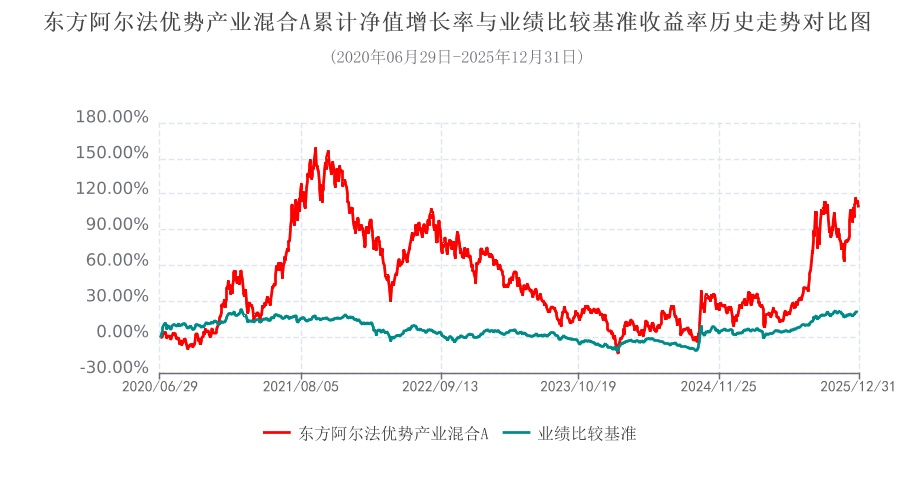 东方阿尔法优势产业混合A累计净值增长率与业绩比较基准收益率历史走势对比图
(2020年06月29日-2025年12月31日)
180.00%
150.00%
120.00%
90.00%
60.00%
30.00%
0.00%
-30.00%
2020/06/29 2021/08/05 2022/09/13 2023/10/19 2024/11/25 2025/12/31
东方阿尔法优势产业混合A 业绩比较基准